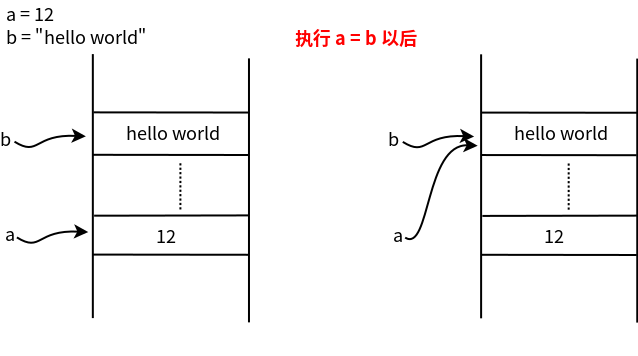 a = 12
b = "hello world"
执行 a = b 以后
b
hello world
a
12
b
hello world
a
12